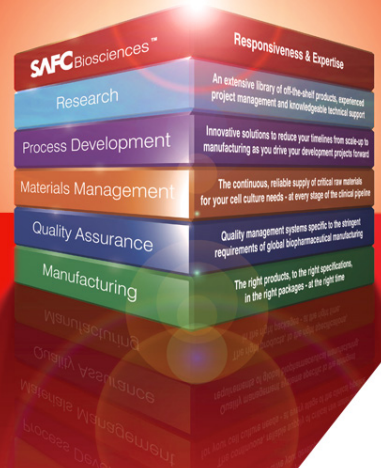 SAFC Biosciences™
Responsiveness & Expertise
Research
An extensive library of off-the-shelf products, experienced
project management and knowledgeable technical support
Process Development
Innovative solutions to reduce your timelines from scale-up to
manufacturing as you drive your development projects forward
Materials Management
The continuous, reliable supply of critical raw materials
for your cell culture needs - at every stage of the clinical pipeline
Quality Assurance
Quality management systems specific to the stringent
requirements of global biopharmaceutical manufacturing
Manufacturing
The right products, to the right specifications,
in the right packages - at the right time